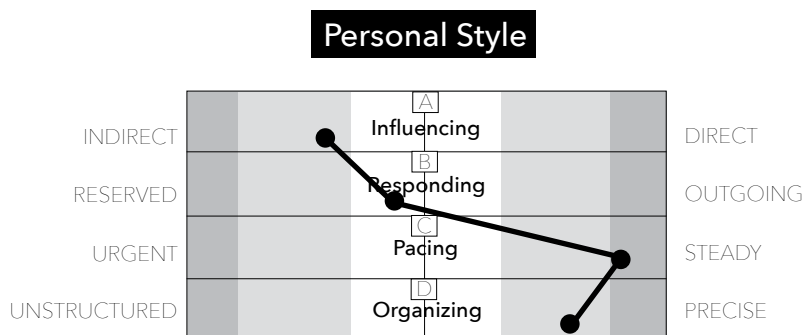 Personal Style
A
INDIRECT Influencing DIRECT
B
RESERVED Responding OUTGOING
C
URGENT Pacing STEADY
D
UNSTRUCTURED Organizing PRECISE